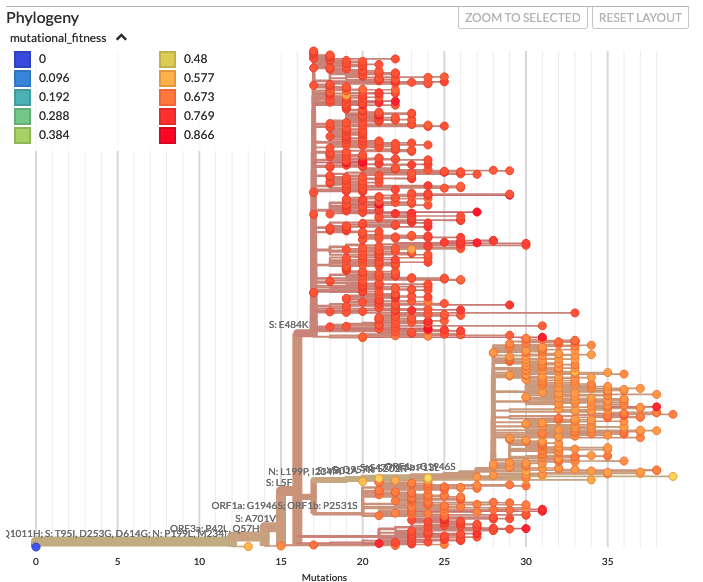 Phylogeny
ZOOM TO SELECTED
RESET LAYOUT
mutational_fitness
0
0.48
0.096
0.577
0.192
0.673
0.288
0.769
0.384
0.866
S: E484K
N: L199P,
S: L5F
ORF1a: G1946S; ORF1b: P2531S
S: A701V
ORF3a: P42L, Q57H
Q1011H; S: T95I, D253G, D614G; N: P199L, M234I
0 5 10 15 20 25 30 35
Mutations